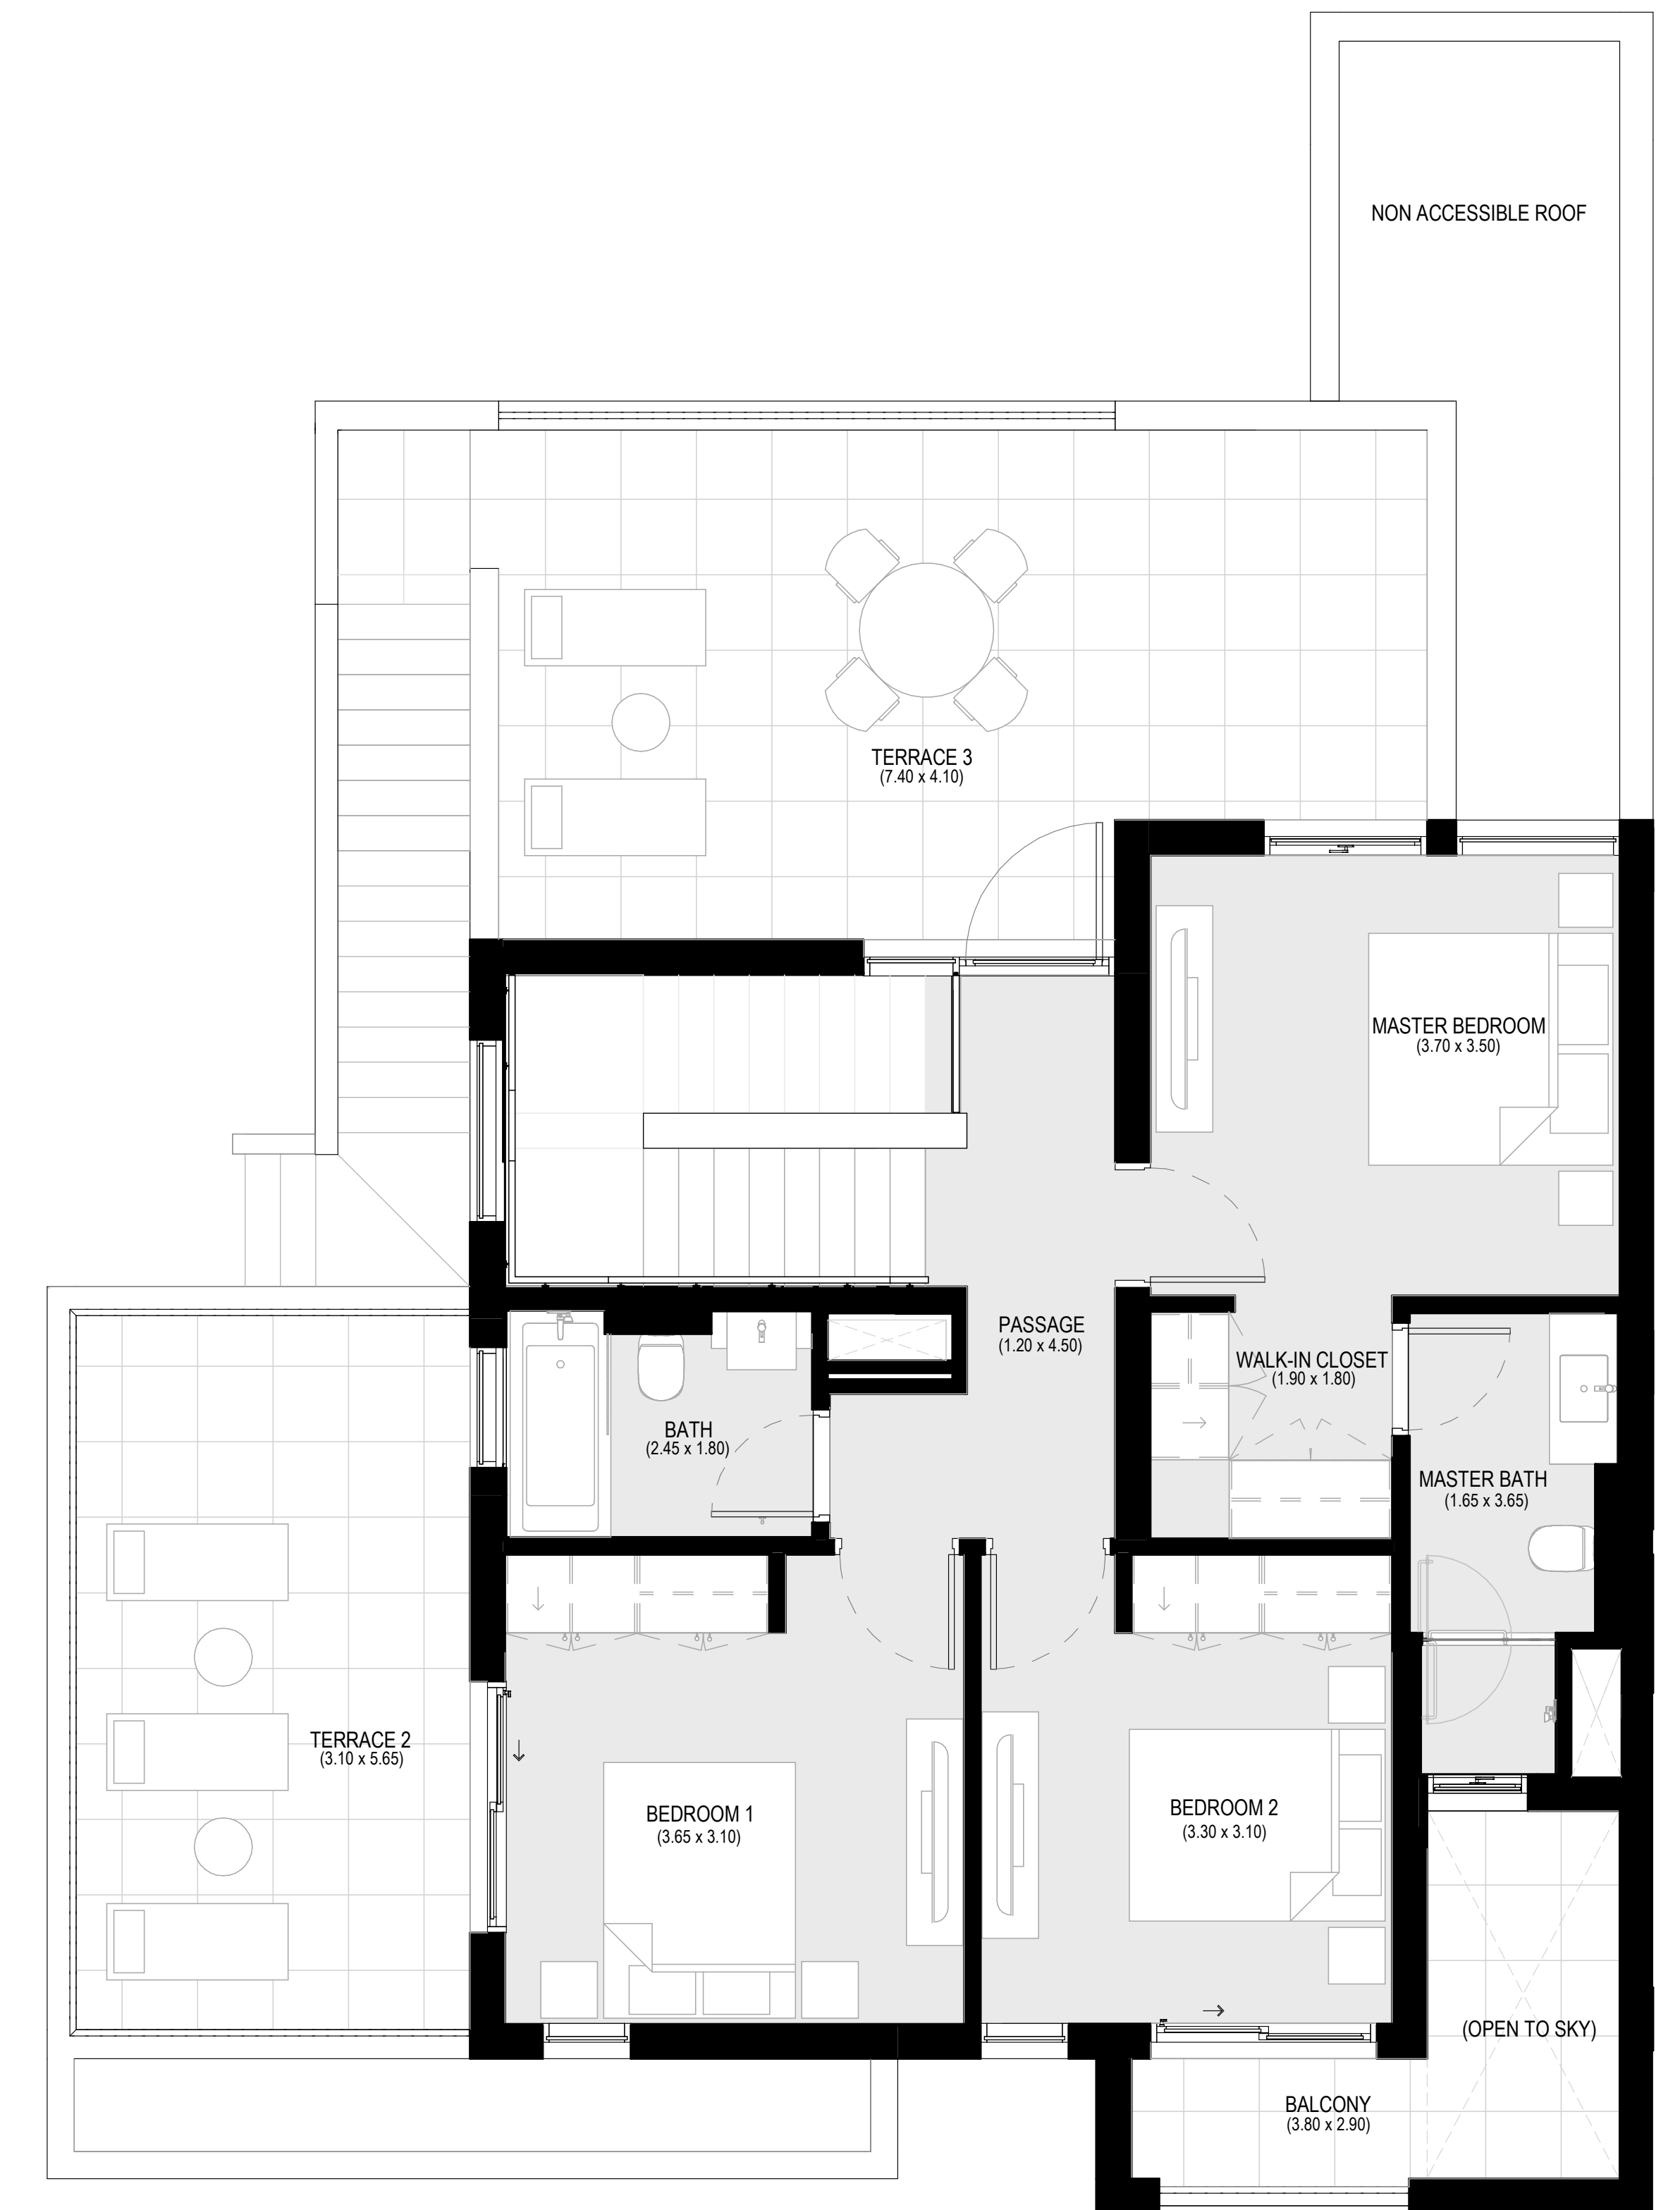 NON ACCESSIBLE ROOF
TERRACE 3
(7.40 x 4.10)
MASTER BEDROOM
(3.70 x 3.50)
PASSAGE
(1.20 x 4.50)
WALK-IN CLOSET
(1.90 x 1.80)
BATH
(2.45 x 1.80)
MASTER BATH
(1.65 x 3.65)
TERRACE 2
(3.10 x 5.65)
BEDROOM 1
(3.65 x 3.10)
BEDROOM 2
(3.30 x 3.10)
(OPEN TO SKY)
BALCONY
(3.80 x 2.90)